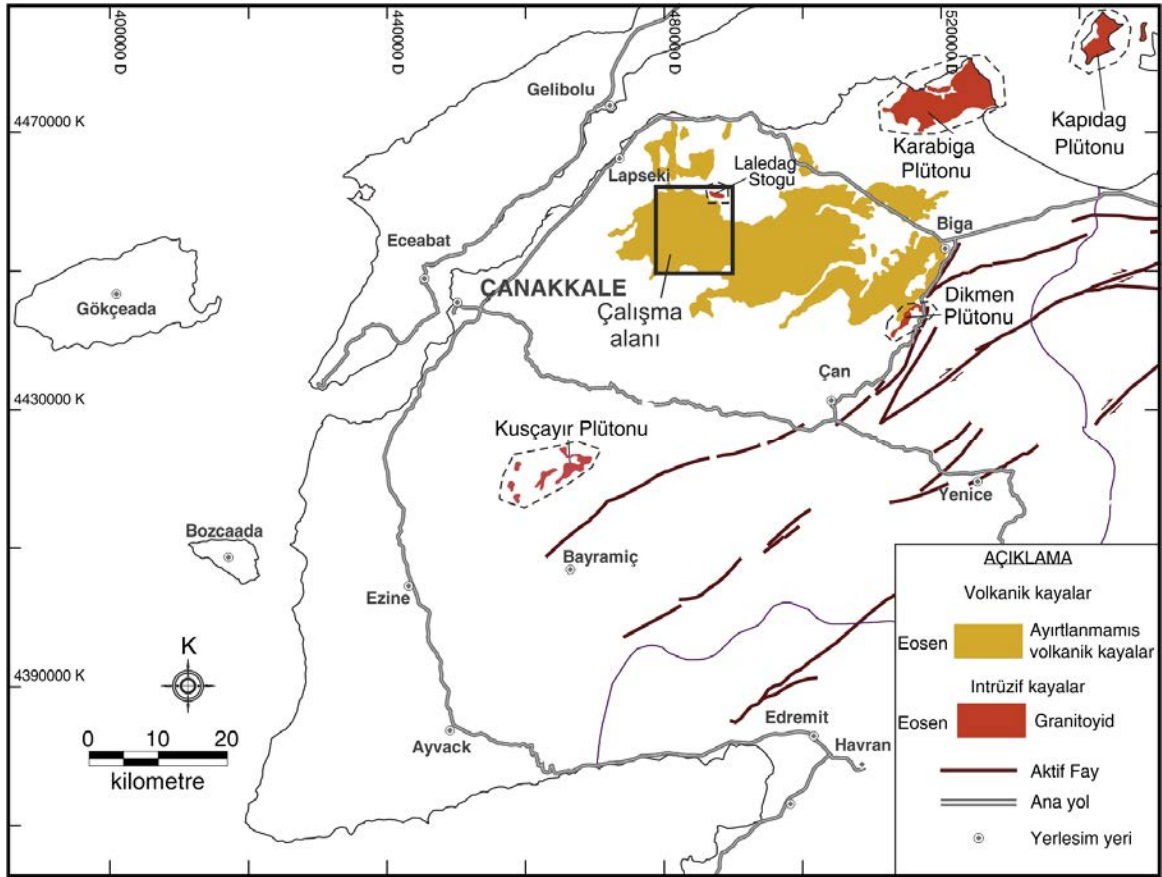 400000 D
440000 D
480000 D
520000 D
4470000 K
4430000 K
4390000 K
Gelibolu
Lapseki
Laledag
Stogu
Karabiga
Plütonu
Kapıdag
Plütonu
Eceabat
Gökçeada
ÇANAKKALE
Çalışma
alanı
Biga
Dikmen
Plütonu
Çan
Kusçayır Plütonu
Yenice
Bozcaada
Bayramiç
Ezine
K
0 10 20
kilometre
Ayvack
Edremit
Havran
AÇIKLAMA
Volkanik kayalar
Eosen
Ayırtlanmamıs
volkanik kayalar
Intrüzif kayalar
Eosen
Granitoyid
Aktif Fay
Ana yol
Yerlesim yeri